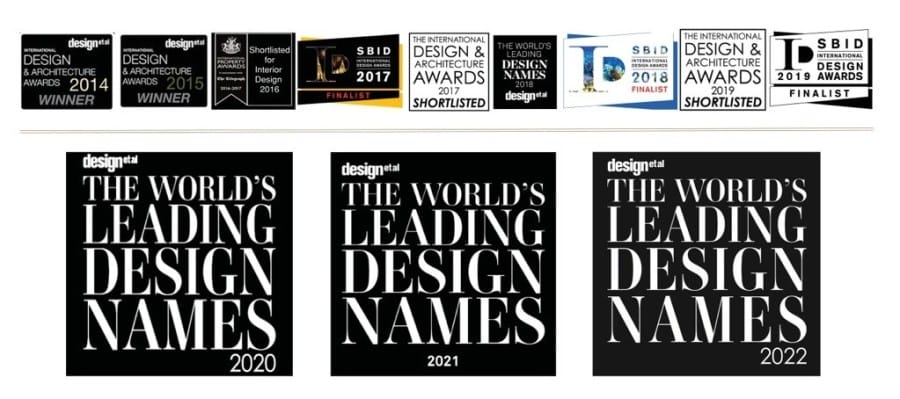 design et al
INTERNATIONAL
DESIGN
& ARCHITECTURE
AWARDS 2014
WINNER
design et al
INTERNATIONAL
DESIGN
& ARCHITECTURE
AWARDS 2015
WINNER
PROPERTY
AWARDS
2016-2017
Shortlisted
for
Interior
Design
2016
SBID
INTERNATIONAL
DESIGN AWARDS
2017
FINALIST
THE INTERNATIONAL
DESIGN &
ARCHITECTURE
AWARDS
2017
SHORTLISTED
THE WORLD'S
LEADING
DESIGN
NAMES
2018
design et al
ID
SBID
INTERNATIONAL
DESIGN AWARDS
2018
FINALIST
THE INTERNATIONAL
DESIGN &
ARCHITECTURE
AWARDS
2019
SHORTLISTED
ID
2019
SBID
INTERNATIONAL
DESIGN
AWARDS
FINALIST
design et al
THE WORLD'S
LEADING
DESIGN
NAMES
2020
design et al
THE WORLD'S
LEADING
DESIGN
NAMES
2021
design et al
THE WORLD'S
LEADING
DESIGN
NAMES
2022